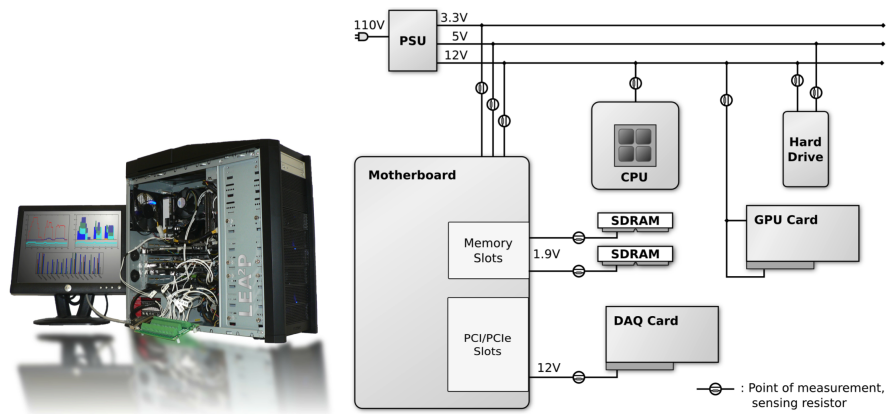 LEA²P
110V
PSU
3.3V
5V
12V
Motherboard
CPU
Hard
Drive
Memory
Slots
1.9V
SDRAM
SDRAM
GPU Card
PCI/PCIe
Slots
12V
DAQ Card
: Point of measurement,
sensing resistor